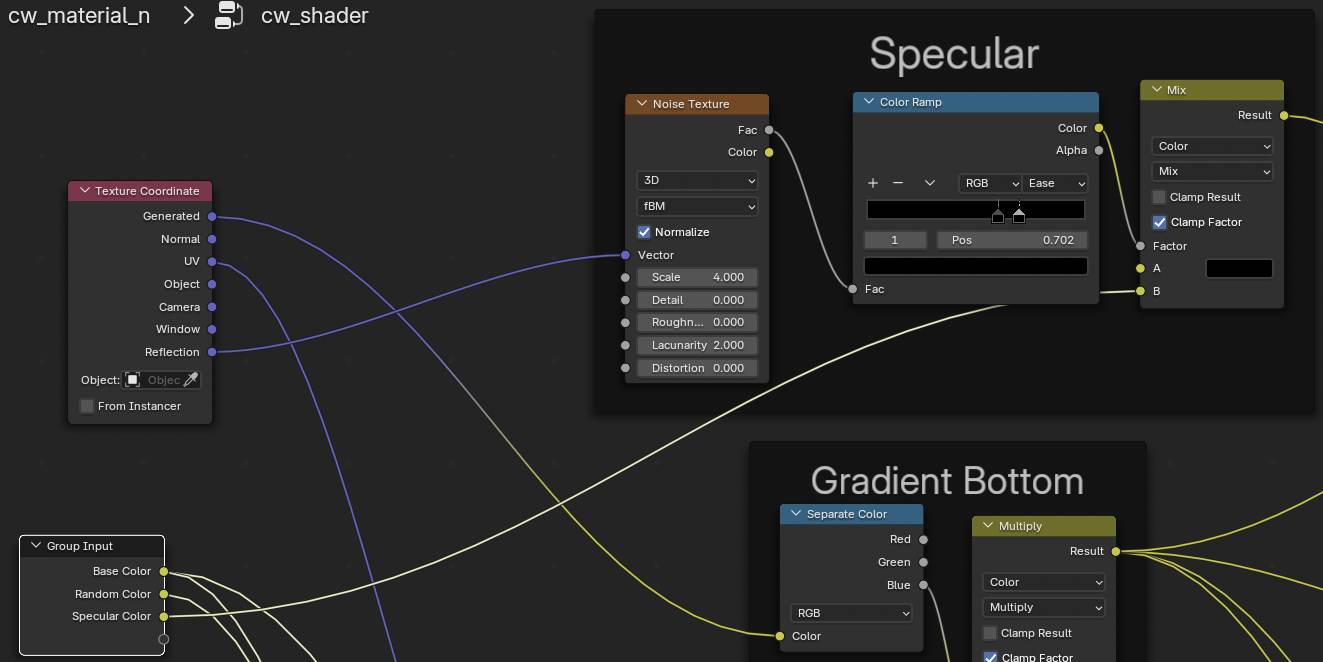 cw_material_n > cw_shader
Texture Coordinate
Generated
Normal
UV
Object
Camera
Window
Reflection
Object: Objec
From Instancer
Group Input
Base Color
Random Color
Specular Color
Specular
Noise Texture
Fac
Color
3D
fBM
Normalize
Vector
Scale 4.000
Detail 0.000
Roughn... 0.000
Lacunarity 2.000
Distortion 0.000
Color Ramp
Color
Alpha
+ − RGB Ease
1 Pos 0.702
Fac
Mix
Result
Color
Mix
Clamp Result
Clamp Factor
Factor
A
B
Gradient Bottom
Separate Color
Red
Green
Blue
RGB
Color
Multiply
Result
Color
Multiply
Clamp Result
Clamp Factor